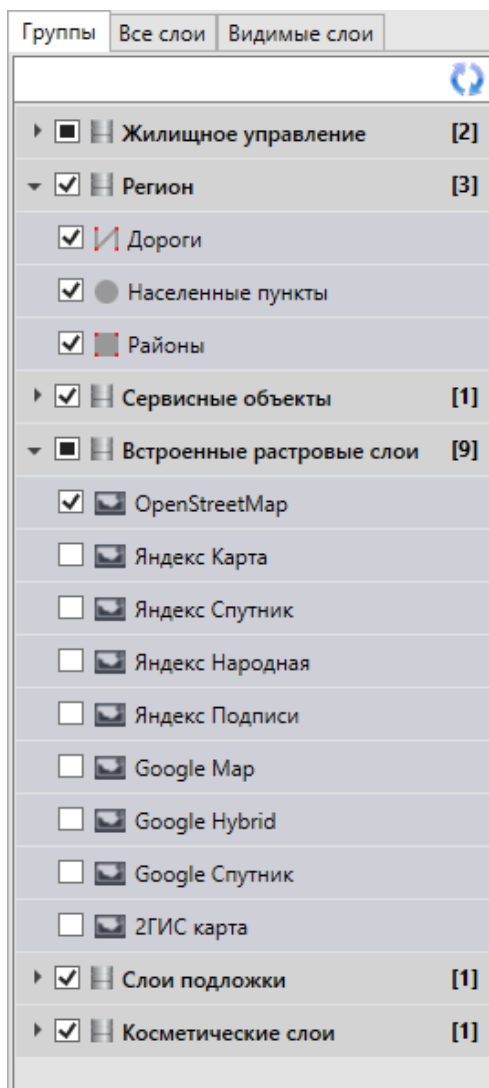 Группы Все слои Видимые слои
Жилищное управление [2]
Регион [3]
Дороги
Населенные пункты
Районы
Сервисные объекты [1]
Встроенные растровые слои [9]
OpenStreetMap
Яндекс Карта
Яндекс Спутник
Яндекс Народная
Яндекс Подписи
Google Map
Google Hybrid
Google Спутник
2ГИС карта
Слои подложки [1]
Косметические слои [1]